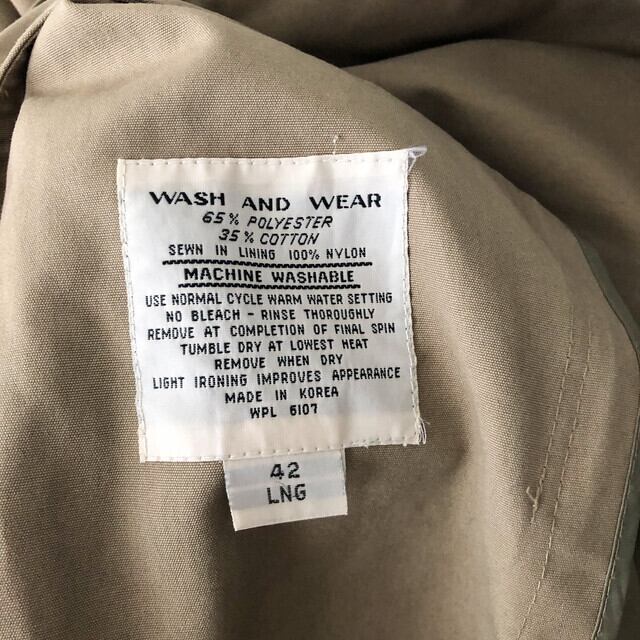 WASH AND WEAR
65% POLYESTER
35% COTTON
SEWN IN LINING 100% NYLON
MACHINE WASHABLE
USE NORMAL CYCLE WARM WATER SETTING
NO BLEACH - RINSE THOROUGHLY
REMOVE AT COMPLETION OF FINAL SPIN
TUMBLE DRY AT LOWEST HEAT
REMOVE WHEN DRY
LIGHT IRONING IMPROVES APPEARANCE
MADE IN KOREA
WPL 6107
42
LNG